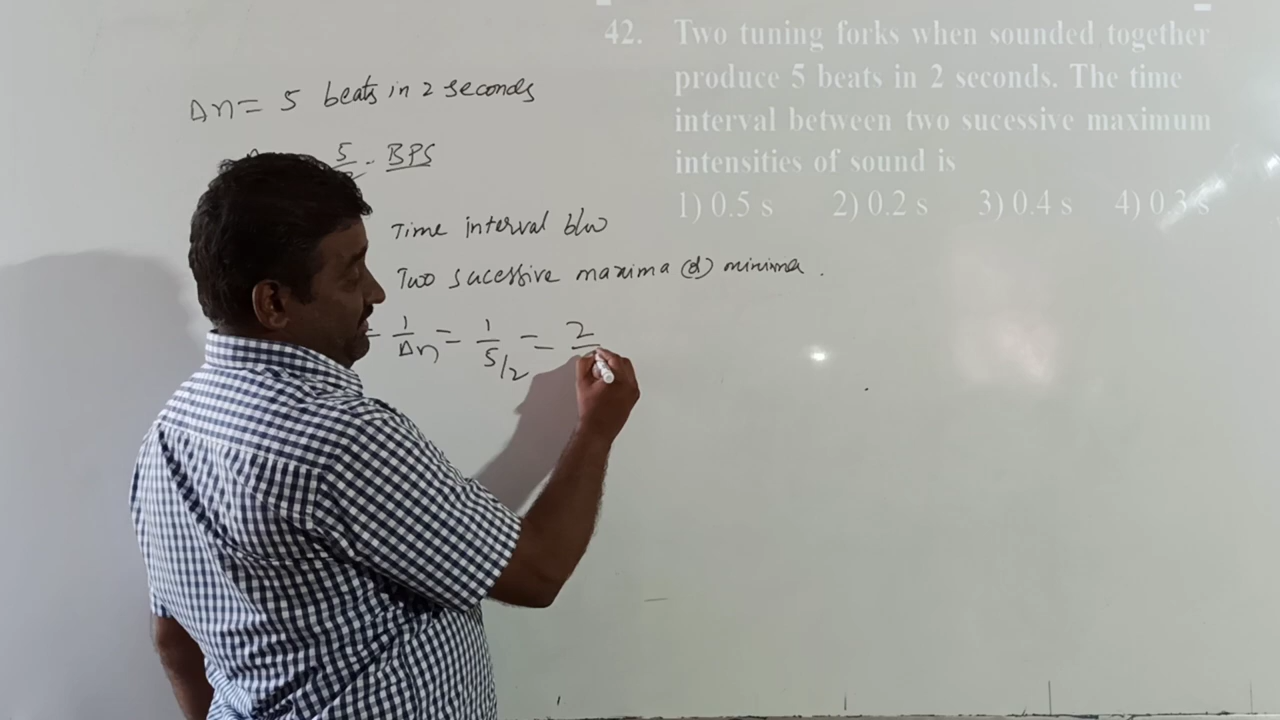 42. Two tuning forks when sounded together
produce 5 beats in 2 seconds. The time
interval between two sucessive maximum
intensities of sound is
1) 0.5 s 2) 0.2 s 3) 0.4 s 4) 0.3 s
Δn = 5 beats in 2 seconds
5/2 · BPS
Time interval b/w
Two sucessive maxima (or) minima.
= 1/Δn = 1/5/2 = 2